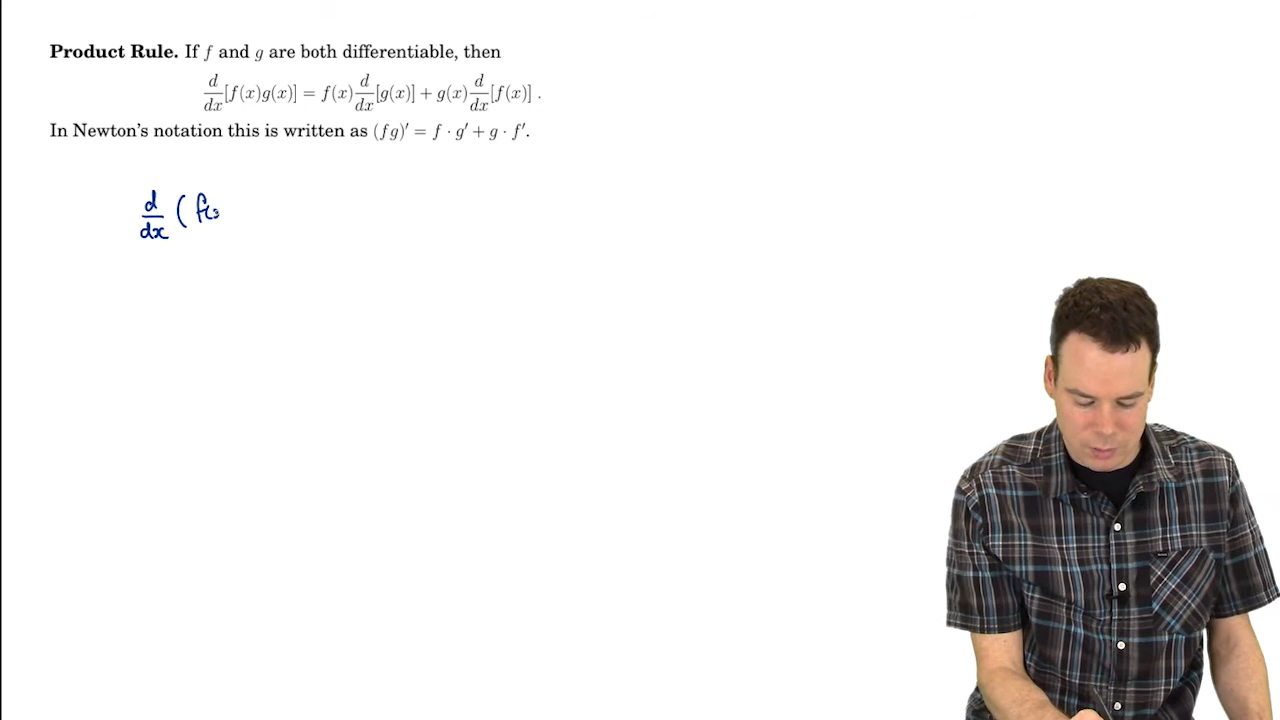 Product Rule. If f and g are both differentiable, then
d/dx [f(x)g(x)] = f(x) d/dx [g(x)] + g(x) d/dx [f(x)] .
In Newton's notation this is written as (fg)′ = f · g′ + g · f′.
d/dx ( f(